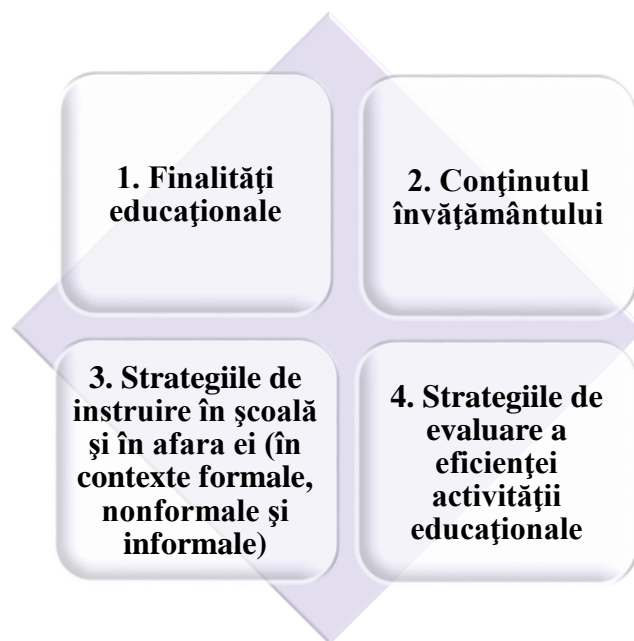 1. Finalităţi
educaţionale
2. Conţinutul
învăţământului
3. Strategiile de
instruire în şcoală
şi în afara ei (în
contexte formale,
nonformale şi
informale)
4. Strategiile de
evaluare a
eficienţei
activităţii
educaţionale